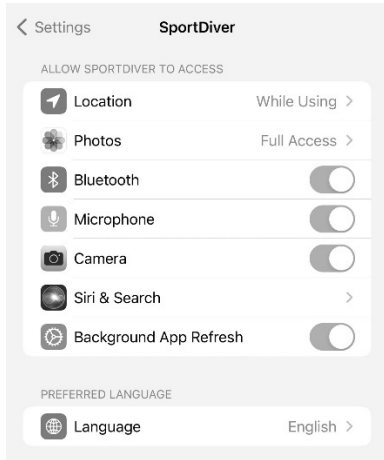 Settings
SportDiver
ALLOW SPORTDIVER TO ACCESS
Location While Using
Photos Full Access
Bluetooth
Microphone
Camera
Siri & Search
Background App Refresh
PREFERRED LANGUAGE
Language English